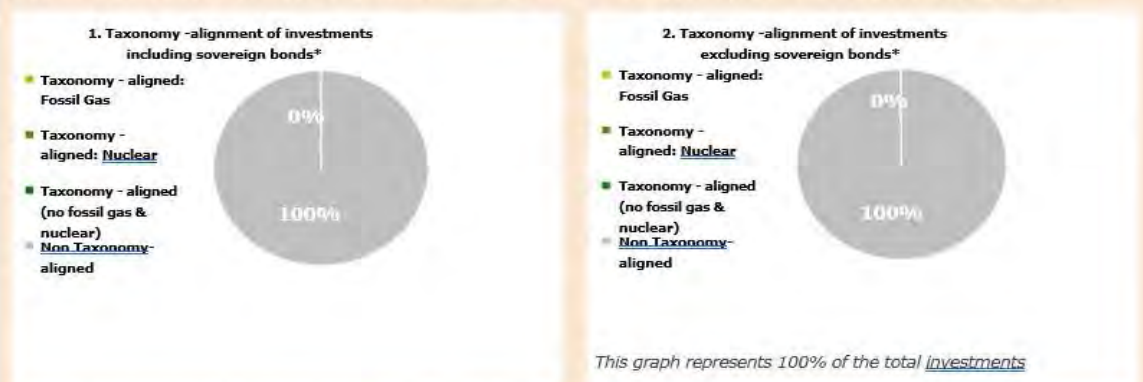 1. Taxonomy -alignment of investments
including sovereign bonds*
Taxonomy - aligned:
Fossil Gas
Taxonomy -
aligned: Nuclear
Taxonomy - aligned
(no fossil gas &
nuclear)
Non Taxonomy-
aligned
0%
100%
2. Taxonomy -alignment of investments
excluding sovereign bonds*
Taxonomy - aligned:
Fossil Gas
Taxonomy -
aligned: Nuclear
Taxonomy - aligned
(no fossil gas &
nuclear)
Non Taxonomy-
aligned
0%
100%
This graph represents 100% of the total investments